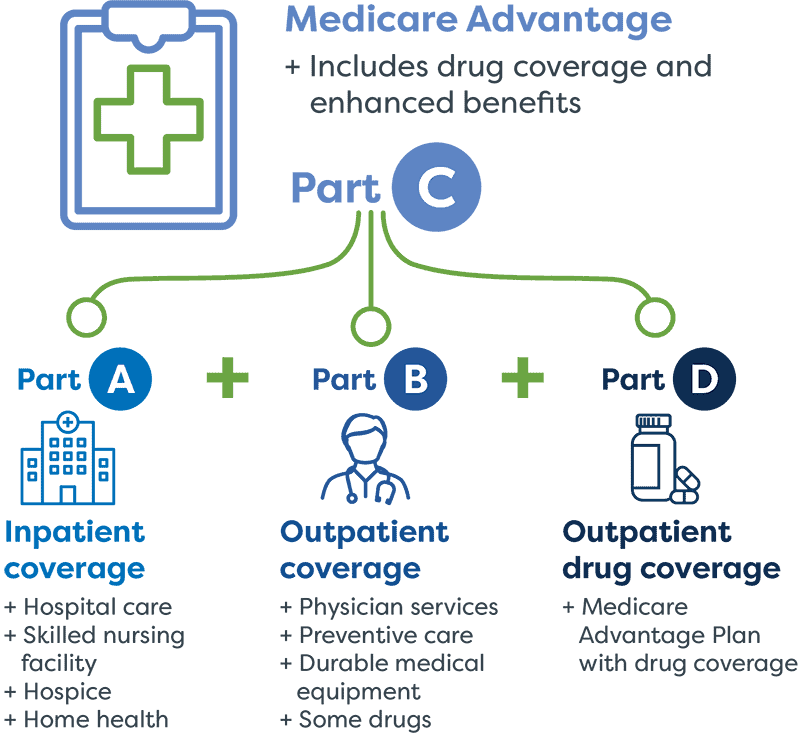 Medicare Advantage
+ Includes drug coverage and
enhanced benefits
Part C
Part A + Part B + Part D
Inpatient
coverage
+ Hospital care
+ Skilled nursing
facility
+ Hospice
+ Home health
Outpatient
coverage
+ Physician services
+ Preventive care
+ Durable medical
equipment
+ Some drugs
Outpatient
drug coverage
+ Medicare
Advantage Plan
with drug coverage